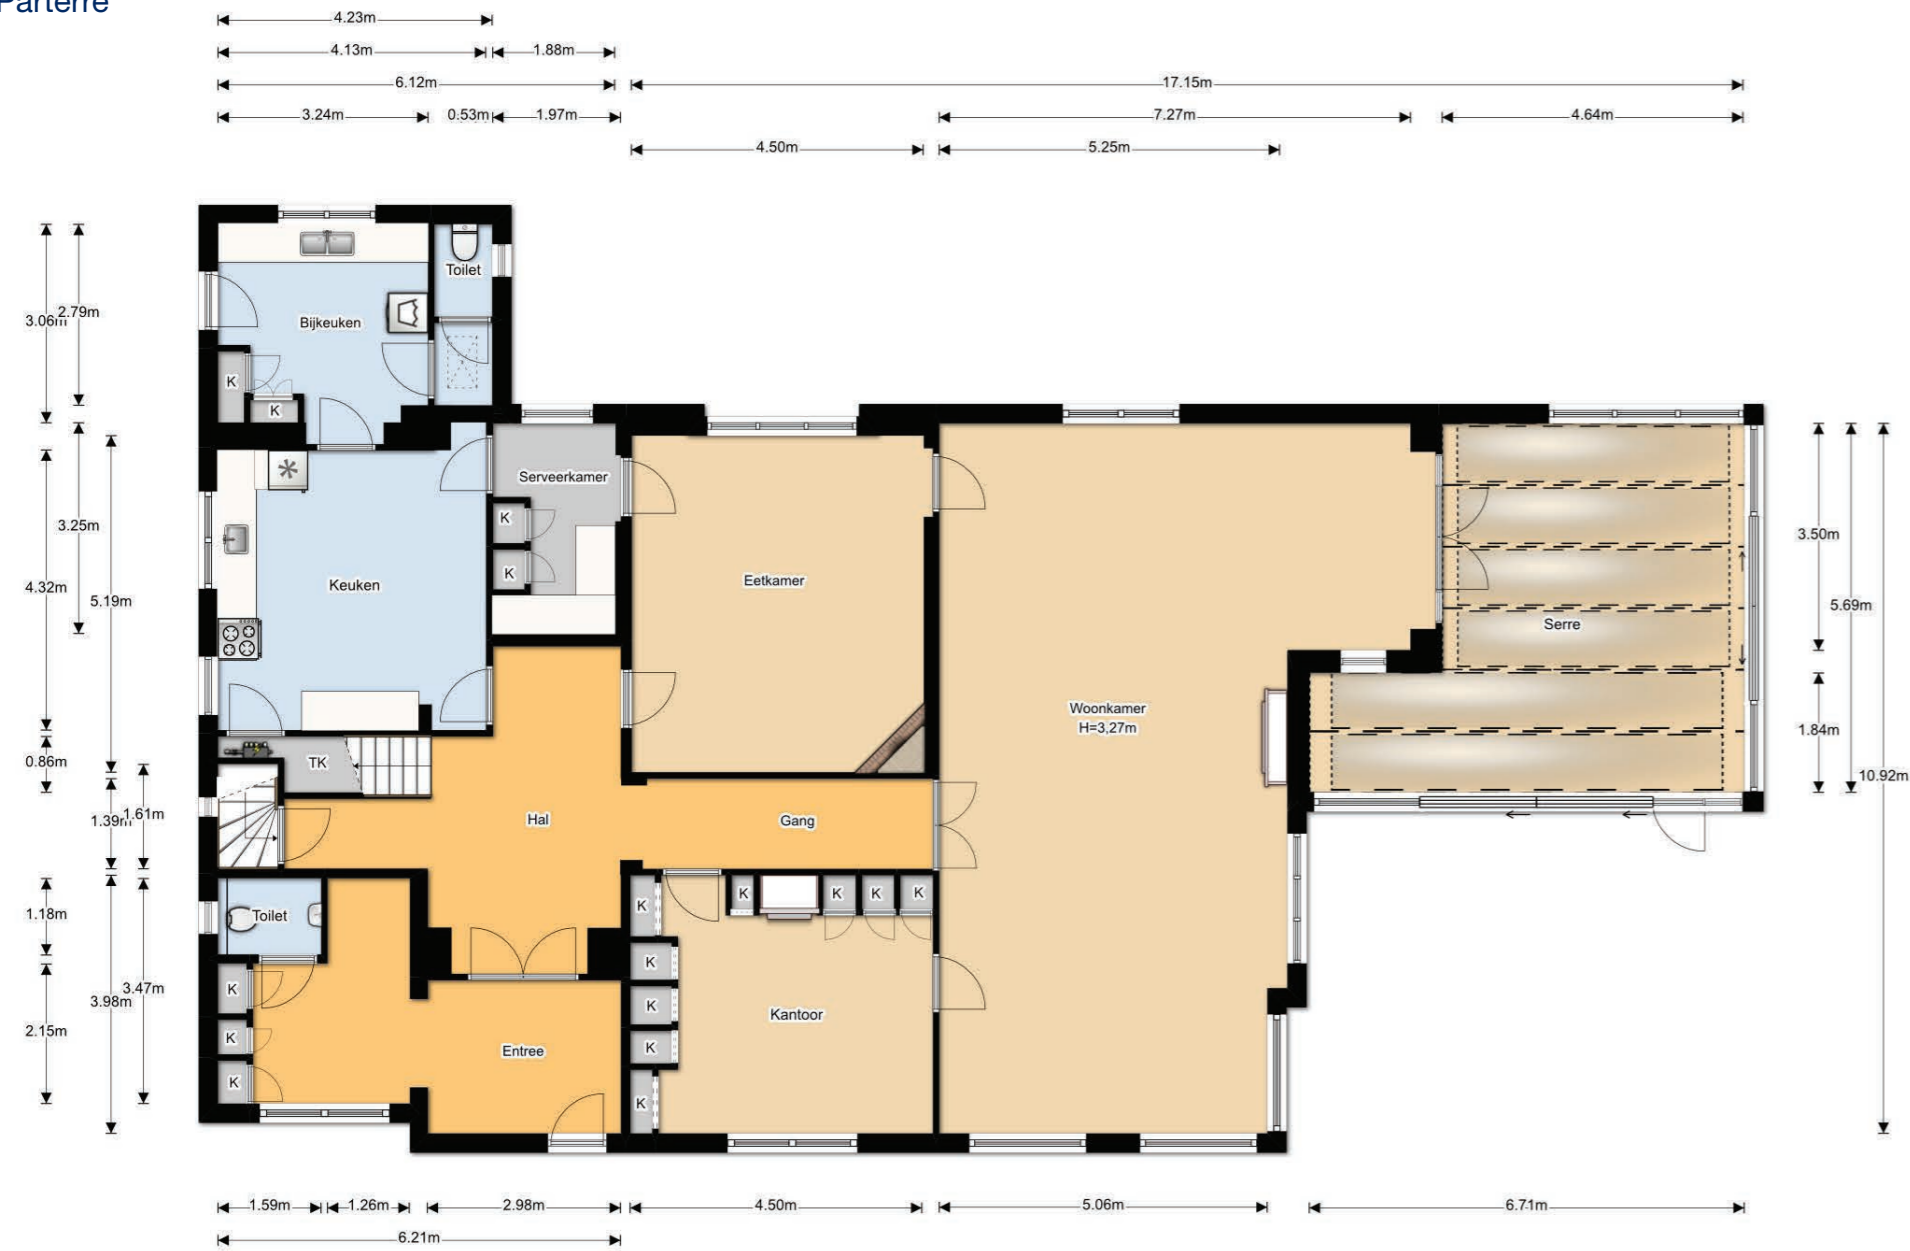 Parterre
4.23m
4.13m
1.88m
6.12m
17.15m
3.24m
0.53m
1.97m
7.27m
4.64m
4.50m
5.25m
3.06m
2.79m
Toilet
Bijkeuken
K
K
Serveerkamer
K
K
3.25m
4.32m
5.19m
Keuken
Eetkamer
3.50m
5.69m
Serre
Woonkamer
H=3,27m
1.84m
10.92m
0.86m
TK
1.39m
1.61m
Hal
Gang
1.18m
Toilet
K
K
K
K
K
K
K
K
K
K
K
K
2.15m
3.98m
3.47m
Kantoor
Entree
1.59m
1.26m
2.98m
4.50m
5.06m
6.71m
6.21m